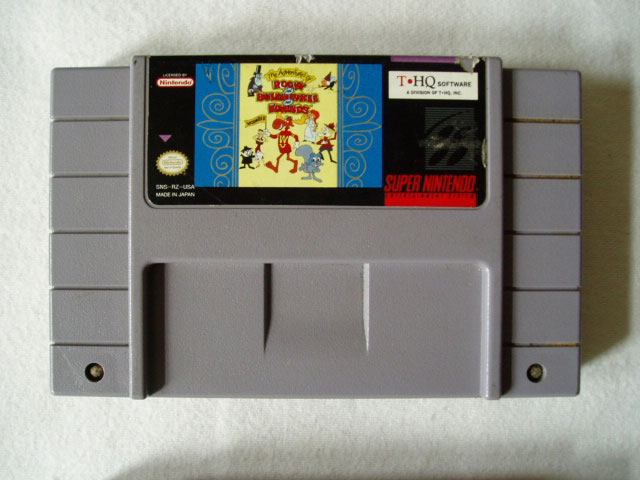 LICENSED BY
Nintendo
The Adventures of
ROCKY
and
BULLWINKLE
and
FRIENDS
T·HQ SOFTWARE
A DIVISION OF T·HQ, INC.
SNS-RZ-USA
MADE IN JAPAN
SUPER NINTENDO
ENTERTAINMENT SYSTEM